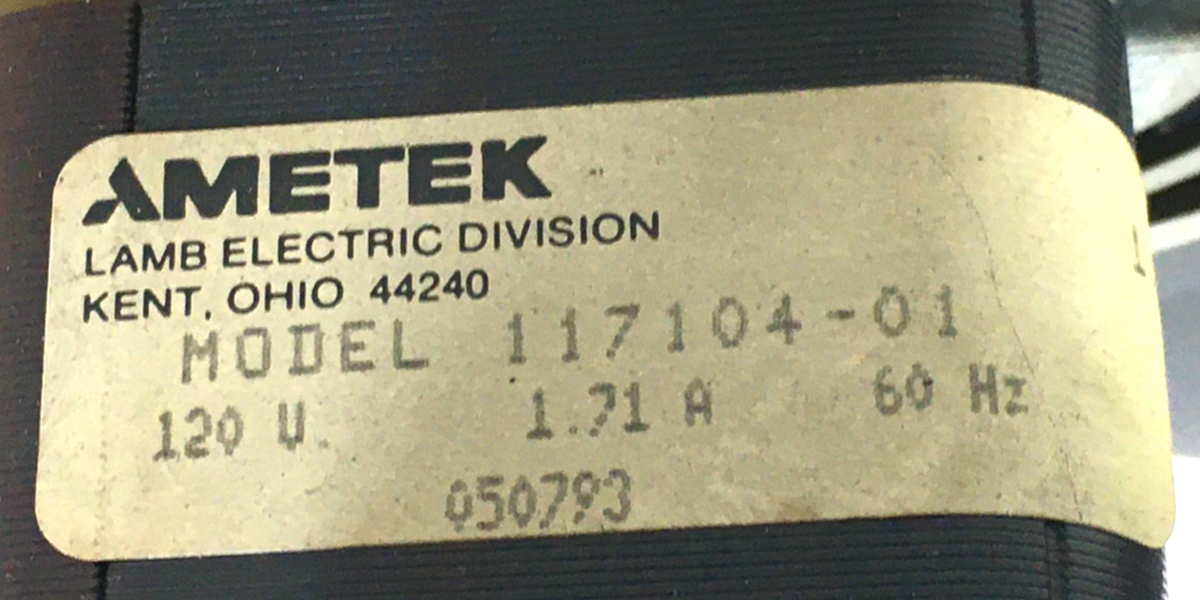 AMETEK
LAMB ELECTRIC DIVISION
KENT, OHIO 44240
MODEL 117104-01
120 V. 1.71 A 60 Hz
050793